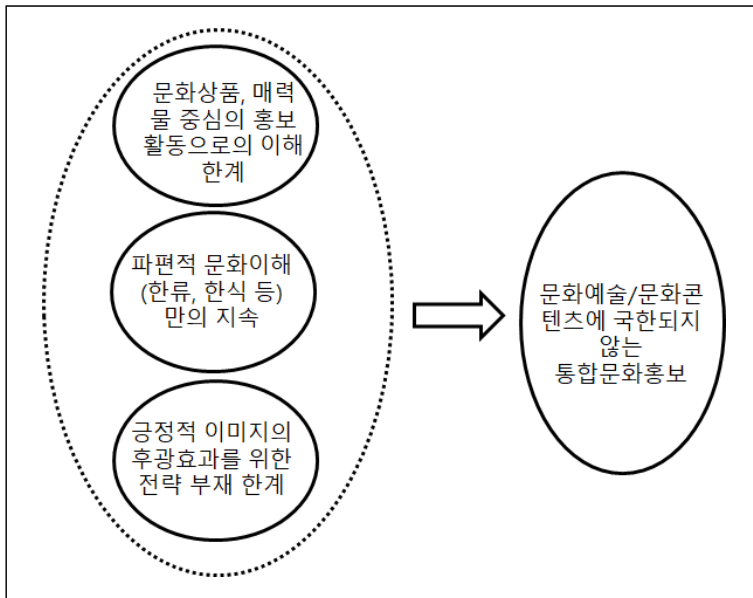 문화상품, 매력
물 중심의 홍보
활동으로의 이해
한계
파편적 문화이해
(한류, 한식 등)
만의 지속
긍정적 이미지의
후광효과를 위한
전략 부재 한계
문화예술/문화콘
텐츠에 국한되지
않는
통합문화홍보